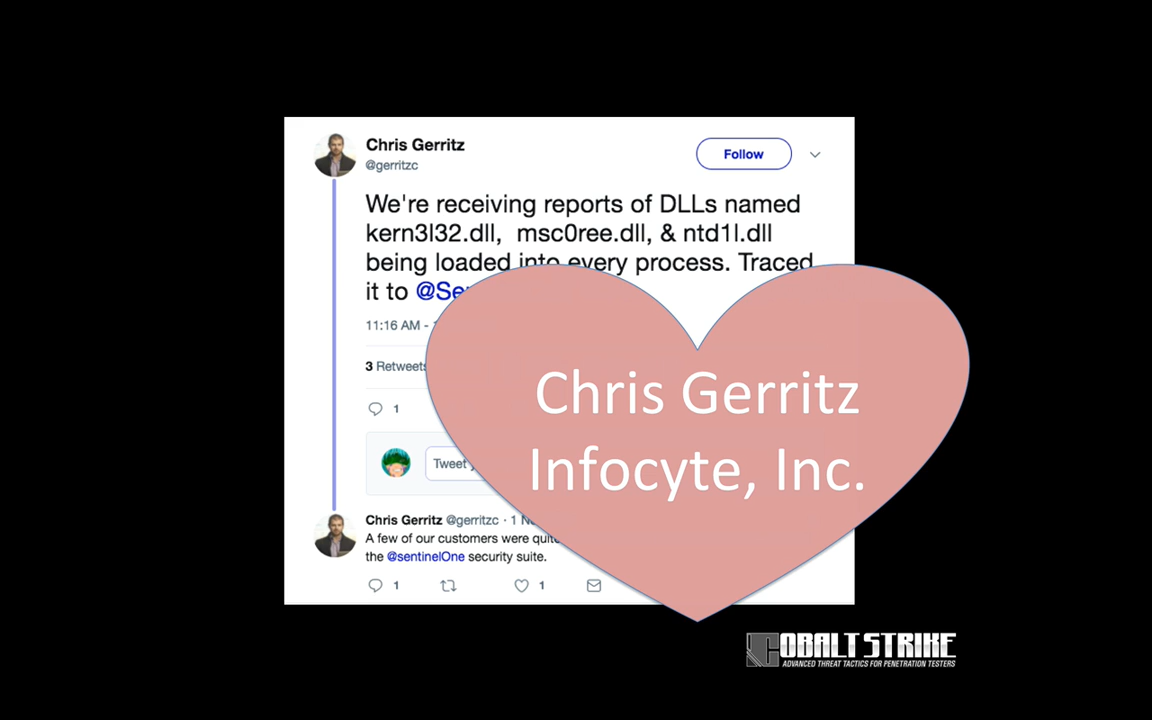 Chris Gerritz
@gerritzc
Follow
We're receiving reports of DLLs named
kern3l32.dll, msc0ree.dll, & ntd1l.dll
being loaded into every process. Traced
it to
11:16 AM -
3 Retweets
1
Tweet
Chris Gerritz @gerritzc · 1
A few of our customers were quite
the @sentinelOne security suite.
1
1
Chris Gerritz
Infocyte, Inc.
COBALT STRIKE
ADVANCED THREAT TACTICS FOR PENETRATION TESTERS